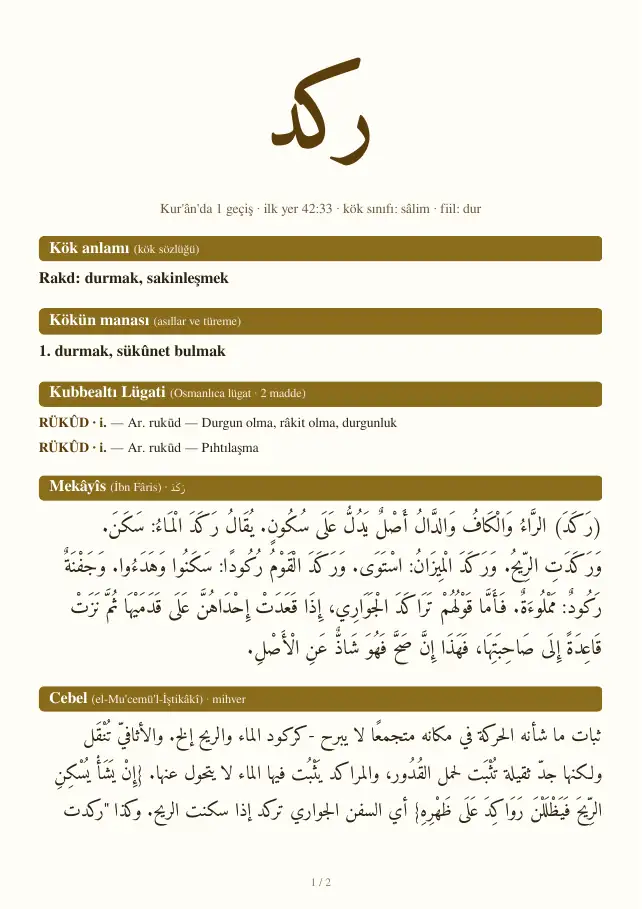 ركد
Kur'ân'da 1 geçiş · ilk yer 42:33 · kök sınıfı: sâlim · fiil: dur
Kök anlamı (kök sözlüğü)
Rakd: durmak, sakinleşmek
Kökün manası (asıllar ve türeme)
1. durmak, sükûnet bulmak
Kubbealtı Lügati (Osmanlıca lügat · 2 madde)
RÜKÛD · i. — Ar. rukūd — Durgun olma, râkit olma, durgunluk
RÜKÛD · i. — Ar. rukūd — Pıhtılaşma
Mekâyîs (İbn Fâris) · ركد
(رَكَدَ) الرَّاءُ وَالْكَافُ وَالدَّالُ أَصْلٌ يَدُلُّ عَلَى سُكُونٍ. يُقَالُ رَكَدَ الْمَاءُ: سَكَنَ.
وَرَكَدَتِ الرِّيحُ. وَرَكَدَ الْمِيزَانُ: اسْتَوَى. وَرَكَدَ الْقَوْمُ رُكُودًا: سَكَنُوا وَهَدَءُوا. وَجَفْنَةٌ
رَكُودٌ: مَمْلُوءَةٌ. فَأَمَّا قَوْلُهُمْ تَرَاكَدَ الْجَوَارِي، إِذَا قَعَدَتْ إِحْدَاهُنَّ عَلَى قَدَمَيْهَا ثُمَّ نَزَتْ
قَاعِدَةً إِلَى صَاحِبَتِهَا، فَهَذَا إِنَّ صَحَّ فَهُوَ شَاذٌّ عَنِ الْأَصْلِ.
Cebel (el-Mu'cemü'l-İştikâkî) · mihver
ثبات ما شأنه الحركة في مكانه متجمعًا لا يبرح -كركود الماء والريح إلخ. والأثافيّ تُنْقَل
ولكنها جدّ ثقيلة تُثْبَت لحمل القُدُور، والمراكد يَثْبُت فيها الماء لا يتحول عنها. {إِنْ يَشَأْ يُسْكِنِ
الرِّيحَ فَيَظْلَلْنَ رَوَاكِدَ عَلَى ظَهْرِهِ} أي السفن الجواري تركد إذا سكنت الريح. وكذا "ركدت
1 / 2